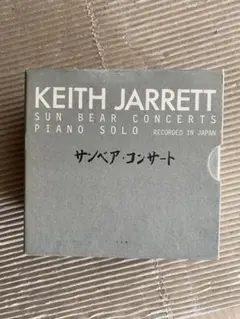 KEITH JARRETT
SUN BEAR CONCERTS
PIANO SOLO RECORDED IN JAPAN
サンベア・コンサート